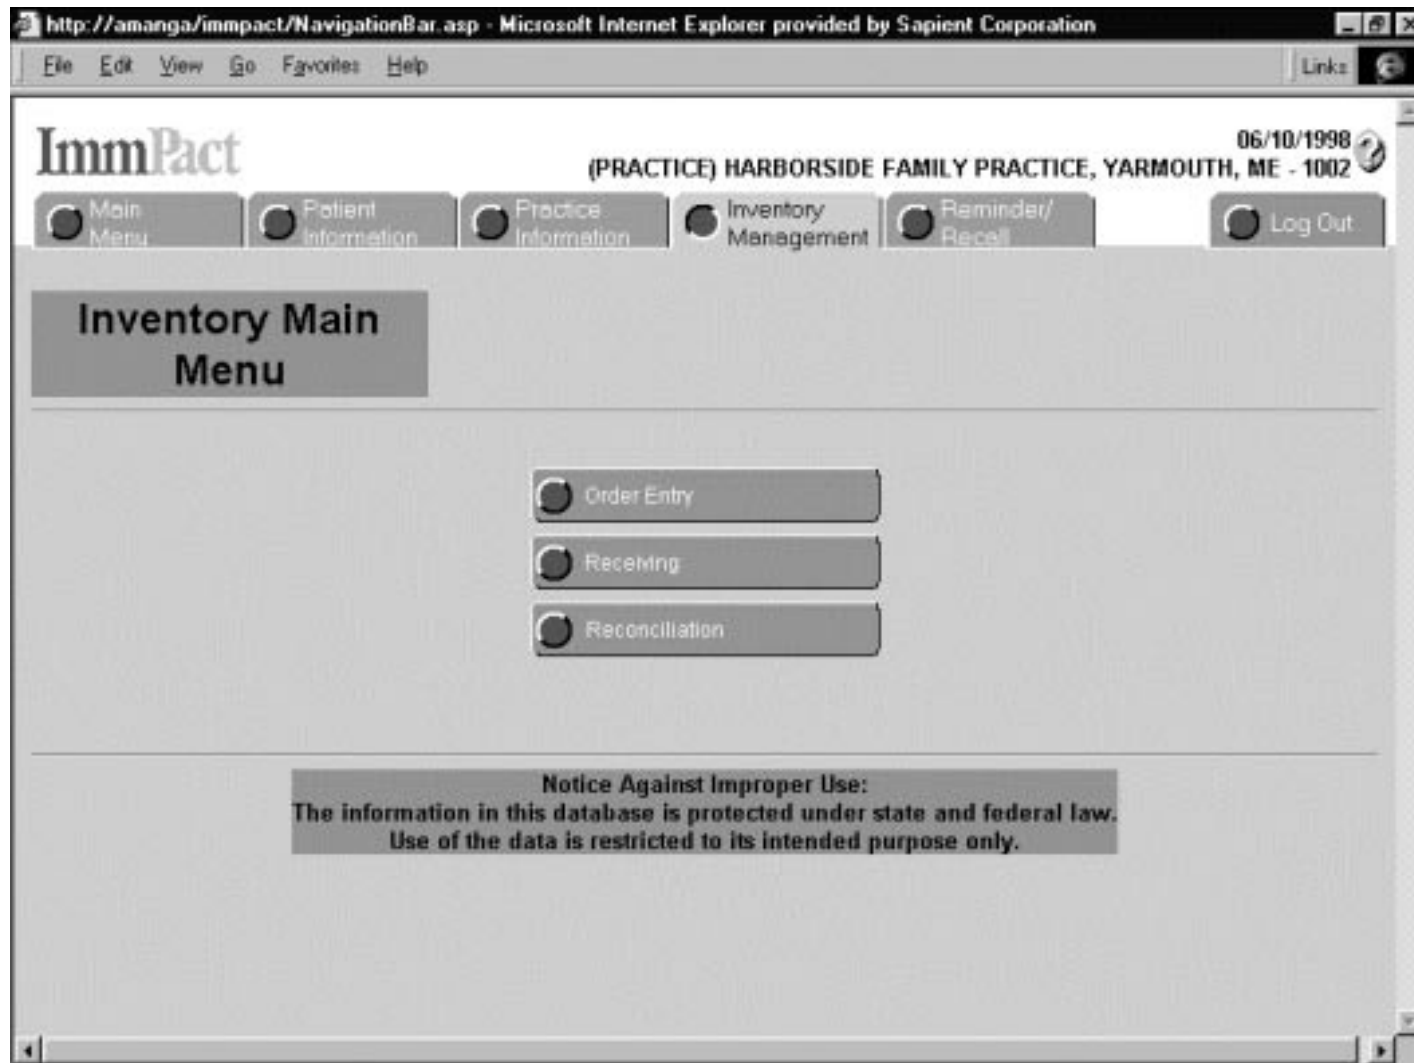 http://amanga/immpact/NavigationBar.asp - Microsoft Internet Explorer provided by Sapient Corporation
File Edit View Go Favorites Help Links
ImmPact
06/10/1998
(PRACTICE) HARBORSIDE FAMILY PRACTICE, YARMOUTH, ME - 1002
Main
Menu
Patient
Information
Practice
Information
Inventory
Management
Reminder/
Recall
Log Out
Inventory Main
Menu
Order Entry
Receiving
Reconciliation
Notice Against Improper Use:
The information in this database is protected under state and federal law.
Use of the data is restricted to its intended purpose only.